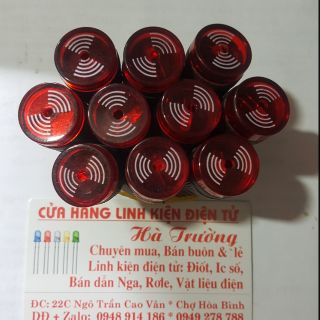 CỬA HÀNG LINH KIỆN ĐIỆN TỬ
Hà Trường
Chuyên mua, Bán buôn & lẻ
Linh kiện điện tử: Điốt, Ic số,
Bán dẫn Nga, Rơle, Vật liệu điện
ĐC: 22C Ngô Trần Cao Vân * Chợ Hòa Bình
DĐ + Zalo: 0948 914 186 * 0949 278 788